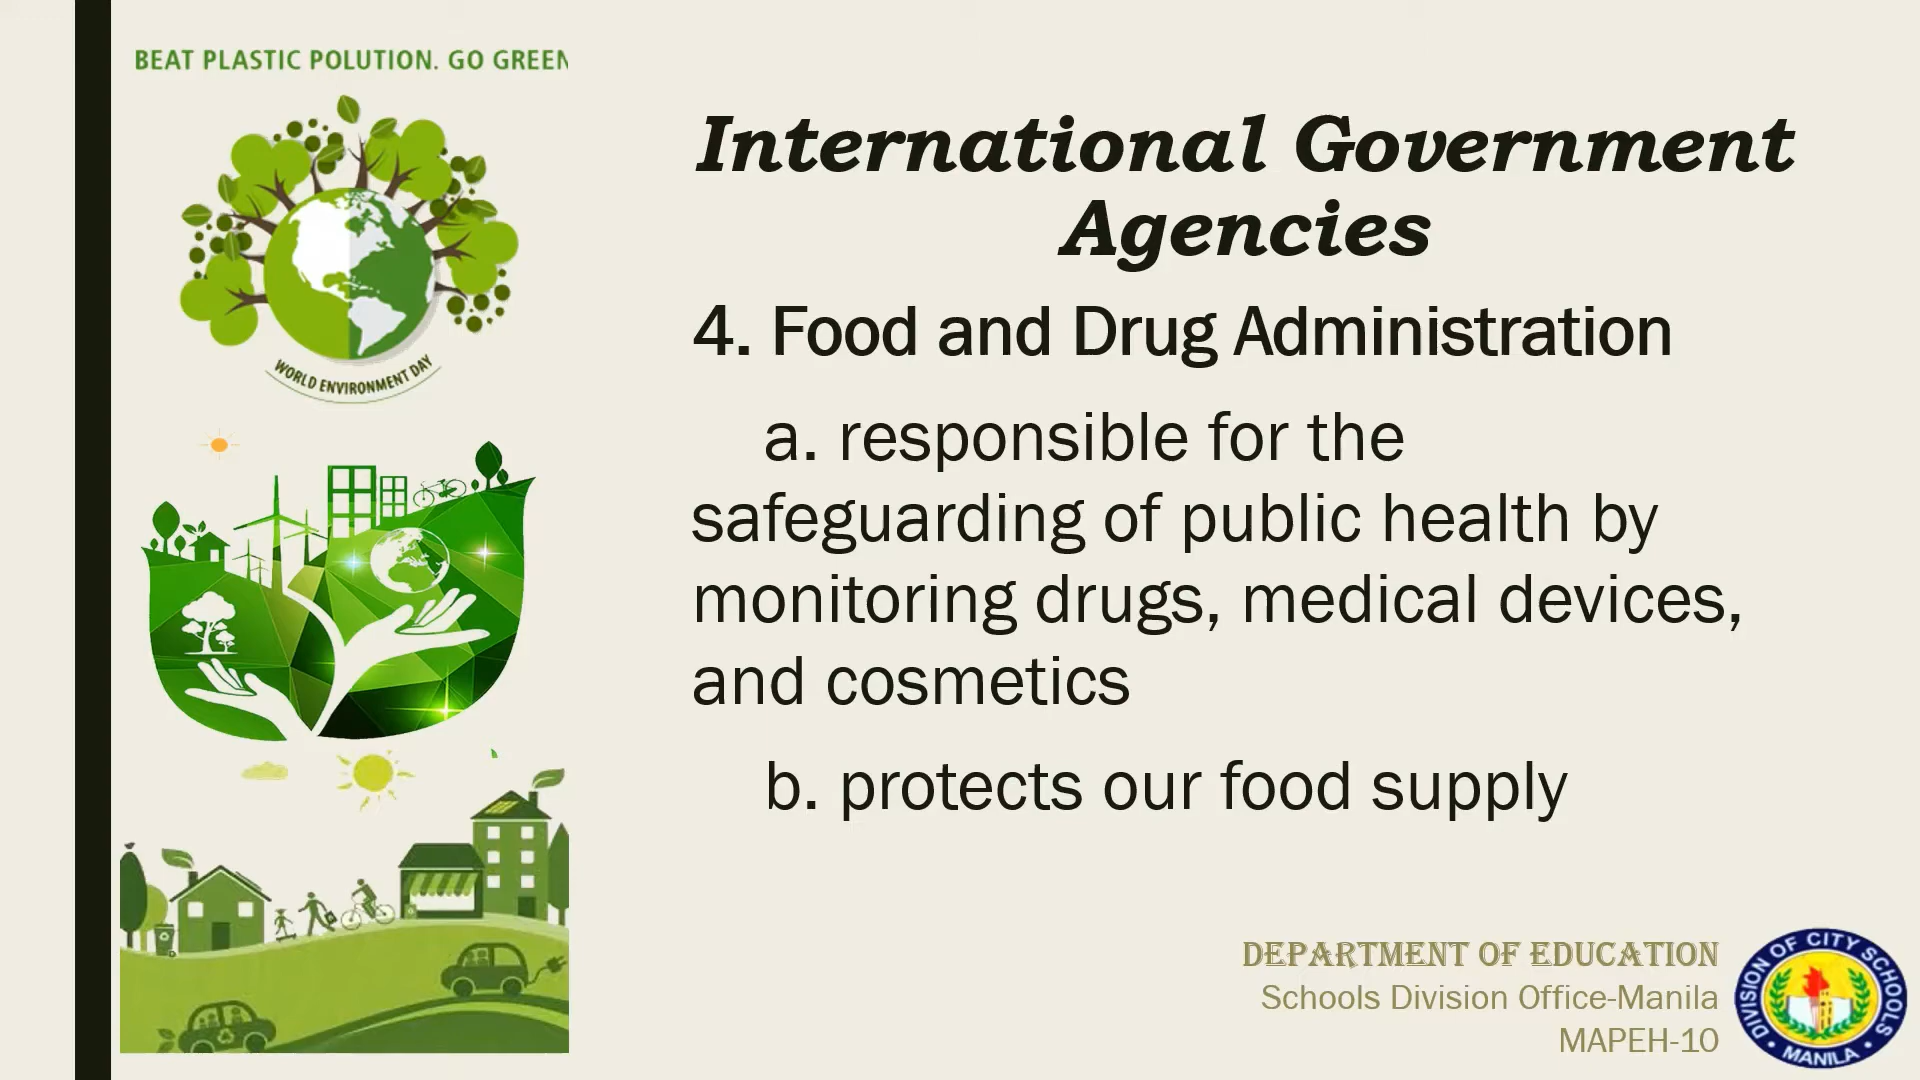 BEAT PLASTIC POLUTION. GO GREEN
WORLD ENVIRONMENT DAY
International Government
Agencies
4. Food and Drug Administration
a. responsible for the
safeguarding of public health by
monitoring drugs, medical devices,
and cosmetics
b. protects our food supply
DEPARTMENT OF EDUCATION
Schools Division Office-Manila
MAPEH-10
DIVISION OF CITY SCHOOLS
• MANILA •